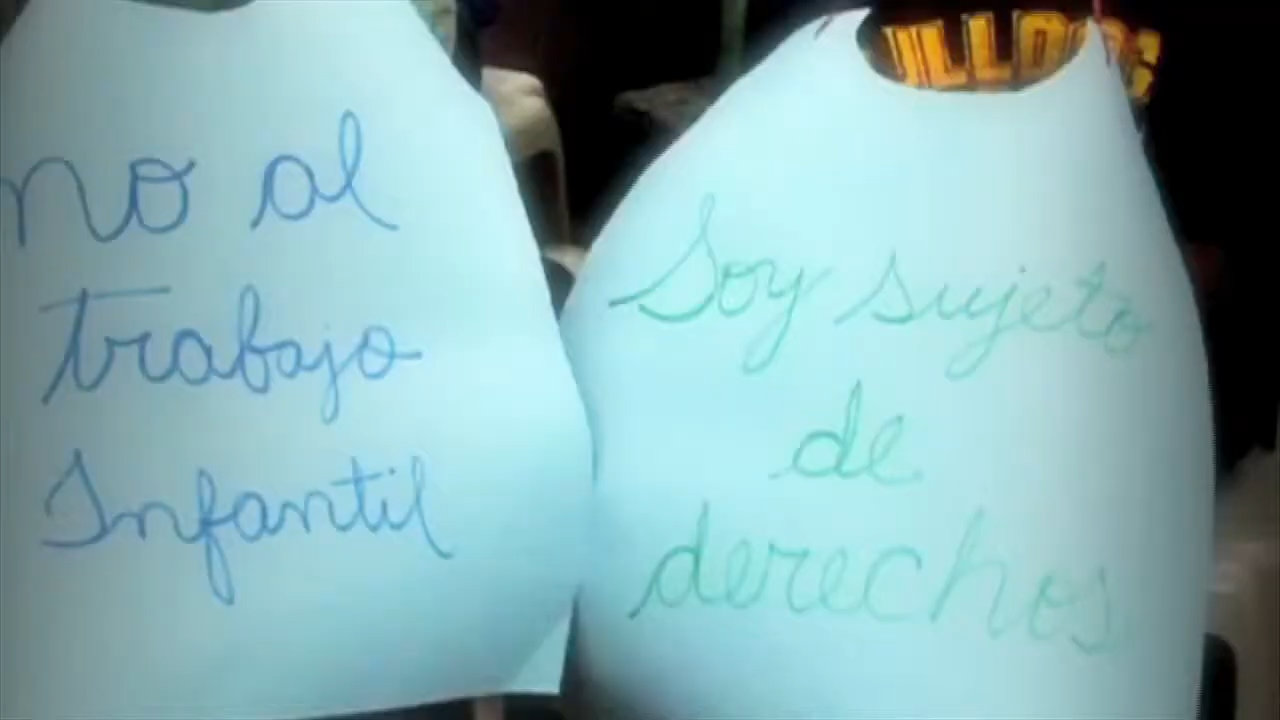 no al
trabajo
Infantil
Soy sujeto
de
derechos